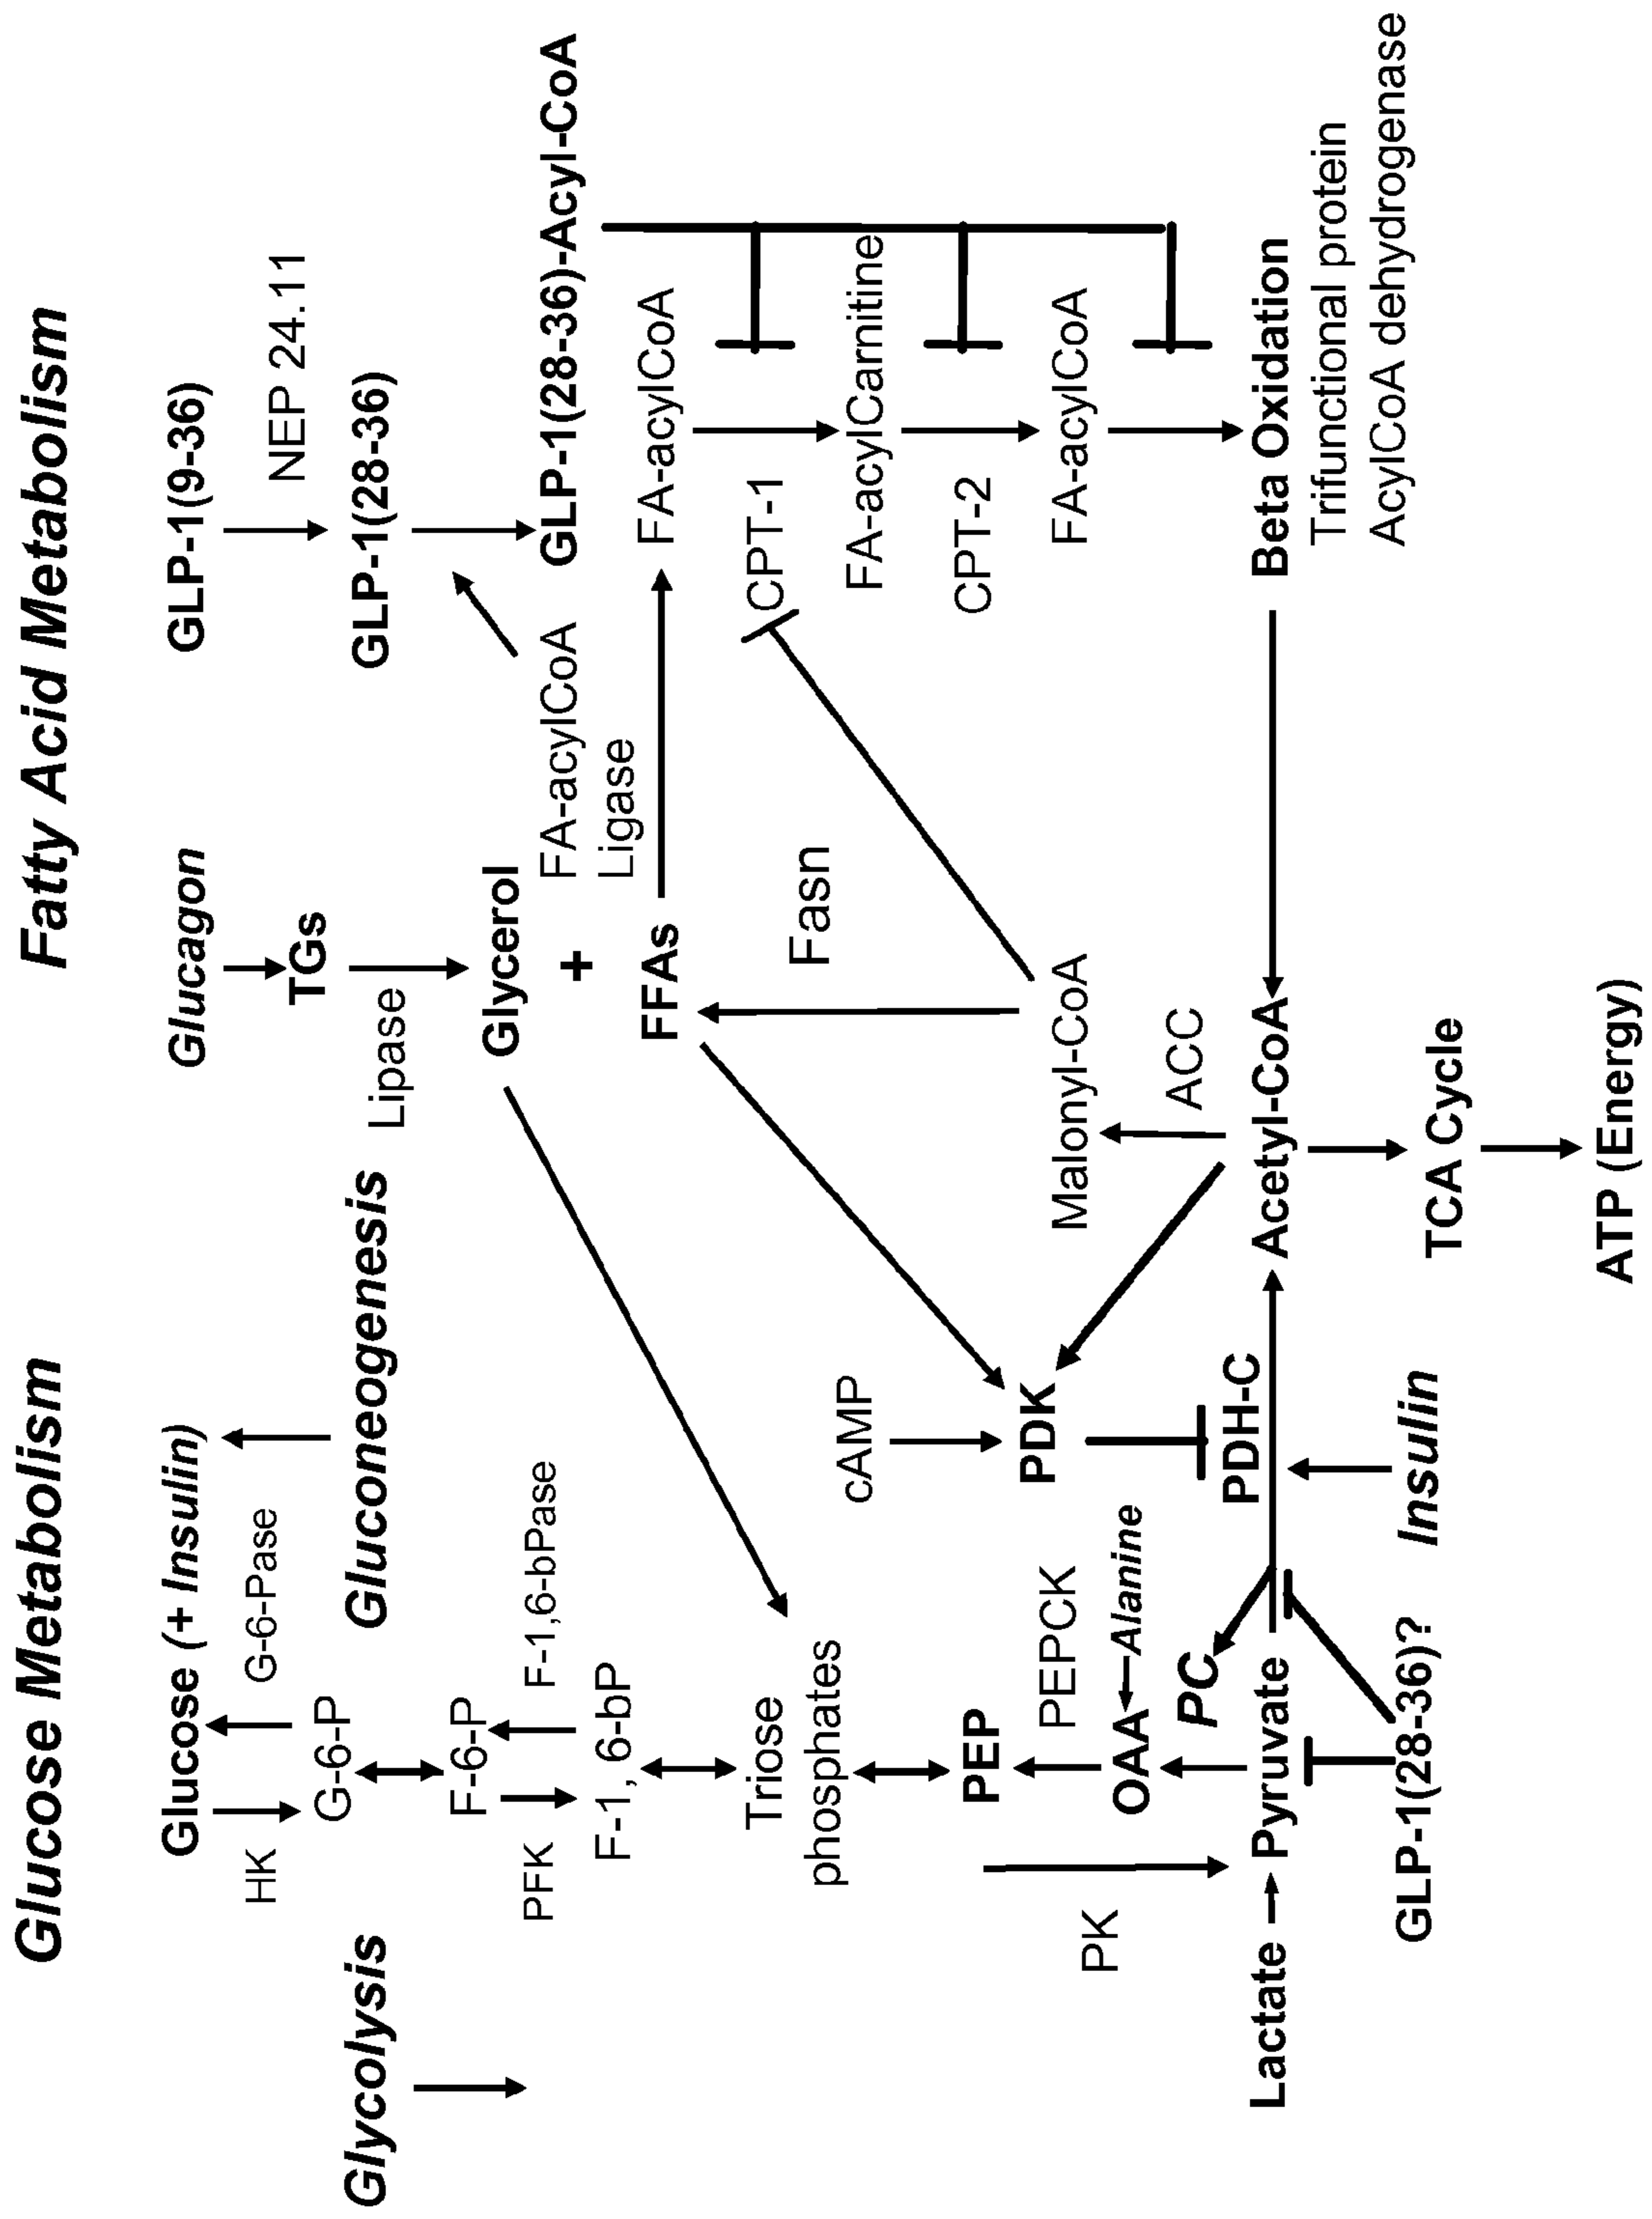 Glucose Metabolism
Fatty Acid Metabolism
Glucose (+ Insulin)
Glucagon
GLP-1(9-36)
HK
G-6-Pase
NEP 24.11
G-6-P
TGs
Glycolysis
Gluconeogenesis
Lipase
GLP-1(28-36)
F-6-P
Glycerol
PFK
F-1,6-bPase
+
FA-acylCoA
Ligase
GLP-1(28-36)-Acyl-CoA
F-1, 6-bP
FFAs
FA-acylCoA
Triose
phosphates
Fasn
CPT-1
cAMP
FA-acylCarnitine
PEP
CPT-2
PEPCK
PDK
Malonyl-CoA
FA-acylCoA
PK
OAA
Alanine
ACC
PC
PDH-C
Lactate
Pyruvate
Acetyl-CoA
Beta Oxidation
Trifunctional protein
AcylCoA dehydrogenase
GLP-1(28-36)?
Insulin
TCA Cycle
ATP (Energy)